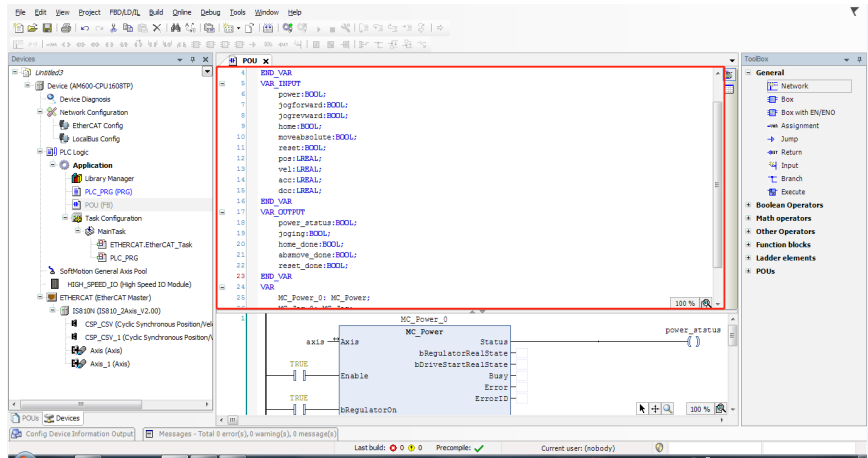 File Edit View Project FBD/LD/IL Build Online Debug Tools Window Help
Devices
Untitled3
Device (AM600-CPU1608TP)
Device Diagnosis
Network Configuration
EtherCAT Config
LocalBus Config
PLC Logic
Application
Library Manager
PLC_PRG (PRG)
POU (FB)
Task Configuration
MainTask
ETHERCAT.EtherCAT_Task
PLC_PRG
SoftMotion General Axis Pool
HIGH_SPEED_IO (High Speed IO Module)
ETHERCAT (EtherCAT Master)
IS810N (IS810_2Axis_V2.00)
CSP_CSV (Cyclic Synchronous Position/Vel
CSP_CSV_1 (Cyclic Synchronous Position/
Axis (Axis)
Axis_1 (Axis)
POUs Devices
POU
4 END_VAR
5 VAR_INPUT
6 power:BOOL;
7 jogforward:BOOL;
8 jogrevward:BOOL;
9 home:BOOL;
10 moveabsolute:BOOL;
11 reset:BOOL;
12 pos:LREAL;
13 vel:LREAL;
14 acc:LREAL;
15 dcc:LREAL;
16 END_VAR
17 VAR_OUTPUT
18 power_ststus:BOOL;
19 joging:BOOL;
20 home_done:BOOL;
21 absmove_done:BOOL;
22 reset_done:BOOL;
23 END_VAR
24 VAR
25 MC_Power_0: MC_Power;
100 %
1
MC_Power_0
MC_Power
power_ststus
axis Axis Status
bRegulatorRealState
TRUE bDriveStartRealState
Enable Busy
Error
TRUE ErrorID
bRegulatorOn
100 %
ToolBox
General
Network
Box
Box with EN/ENO
Assignment
Jump
Return
Input
Branch
Execute
Boolean Operators
Math operators
Other Operators
Function blocks
Ladder elements
POUs
Config Device Information Output Messages - Total 0 error(s), 0 warning(s), 0 message(s)
Last build: 0 0 Precompile: Current user: (nobody)